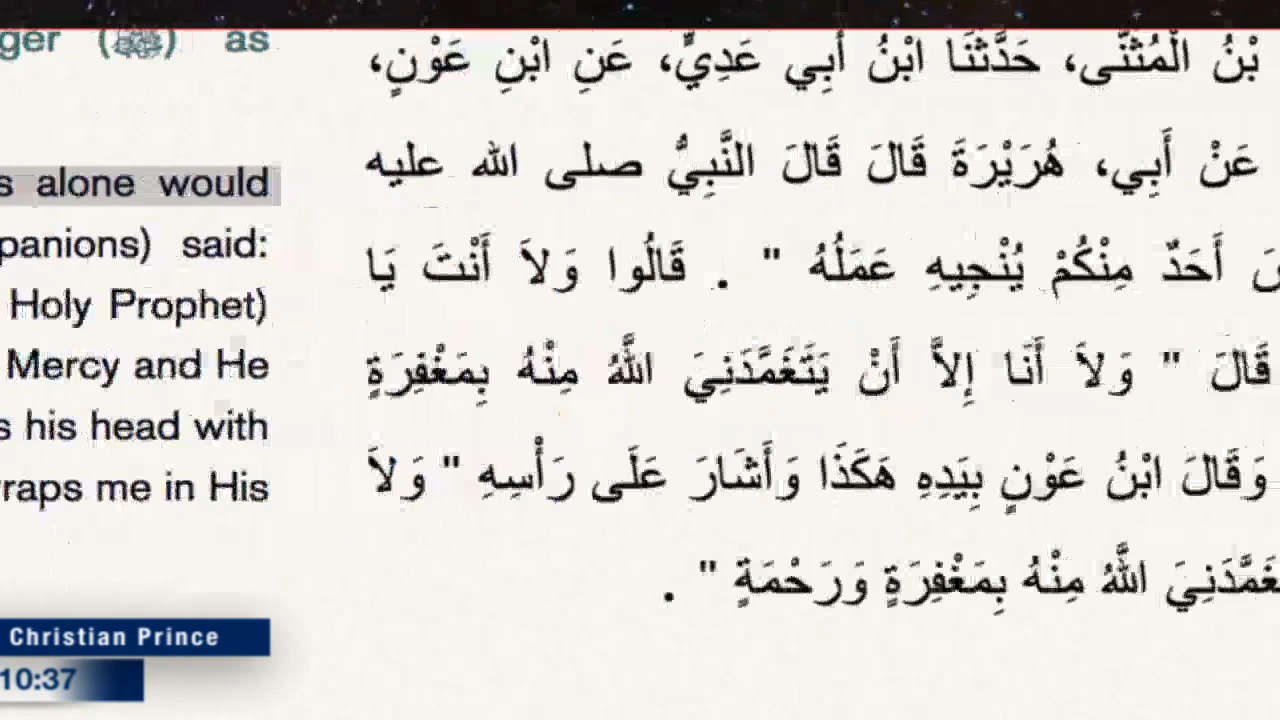 ger (ﷺ) as
s alone would
panions) said:
Holy Prophet)
Mercy and He
s his head with
raps me in His
بْنُ الْمُثَنَّى، حَدَّثَنَا ابْنُ أَبِي عَدِيٍّ، عَنِ ابْنِ عَوْنٍ،
عَنْ أَبِي، هُرَيْرَةَ قَالَ قَالَ النَّبِيُّ صلى الله عليه
سَ أَحَدٌ مِنْكُمْ يُنْجِيهِ عَمَلُهُ " . قَالُوا وَلاَ أَنْتَ يَا
قَالَ " وَلاَ أَنَا إِلاَّ أَنْ يَتَغَمَّدَنِيَ اللَّهُ مِنْهُ بِمَغْفِرَةٍ
وَقَالَ ابْنُ عَوْنٍ بِيَدِهِ هَكَذَا وَأَشَارَ عَلَى رَأْسِهِ " وَلاَ
غَمَّدَنِيَ اللَّهُ مِنْهُ بِمَغْفِرَةٍ وَرَحْمَةٍ " .
Christian Prince
10:37